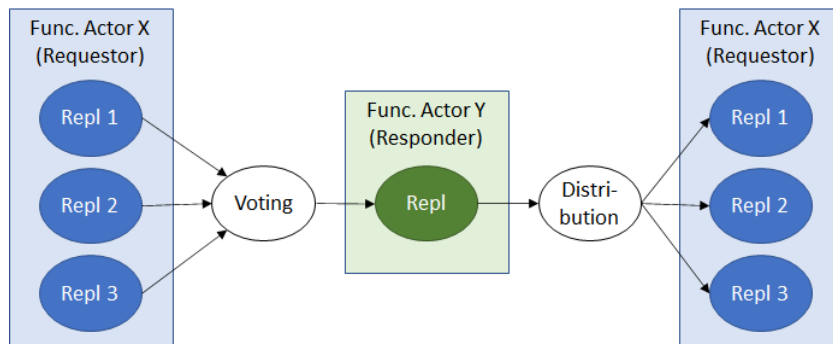 Func. Actor X
(Requestor)
Repl 1
Repl 2
Repl 3
Voting
Func. Actor Y
(Responder)
Repl
Distri-
bution
Func. Actor X
(Requestor)
Repl 1
Repl 2
Repl 3